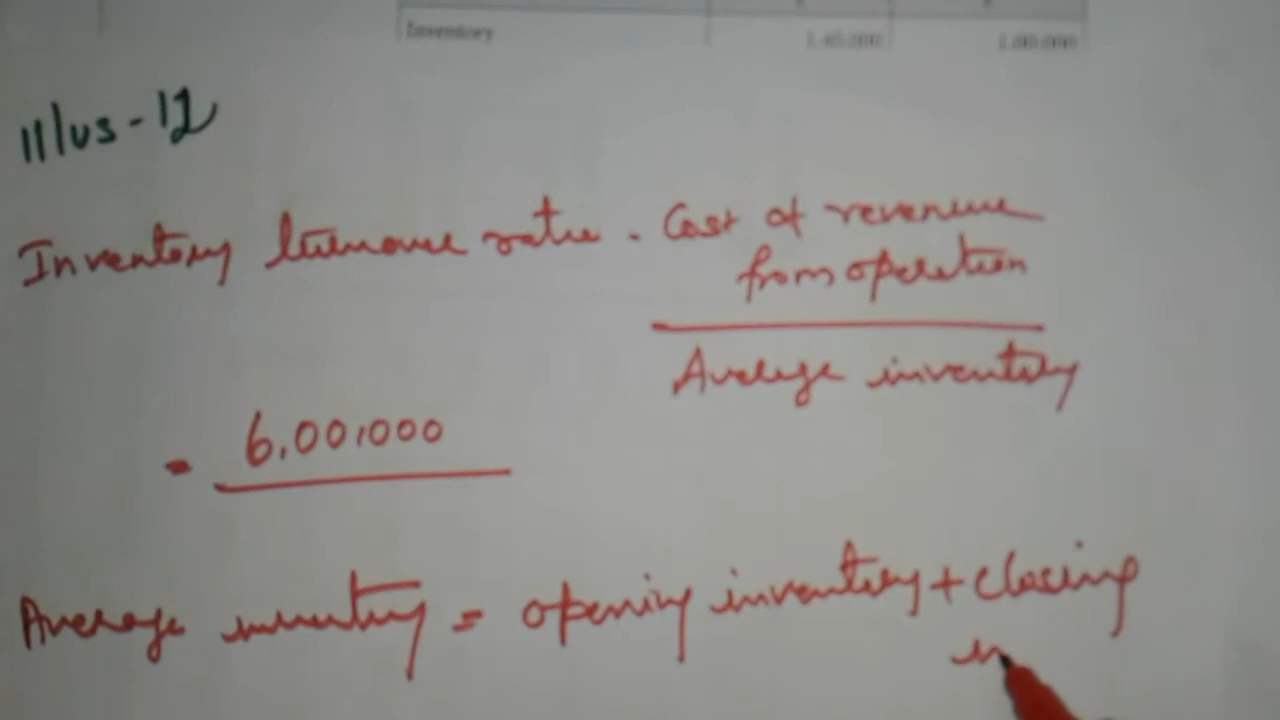 Inventory
Illus-12
Inventory turnover ratio = Cost of revenue
from operation
Average inventory
= 6,00,000
Average inventory = opening inventory + closing
in